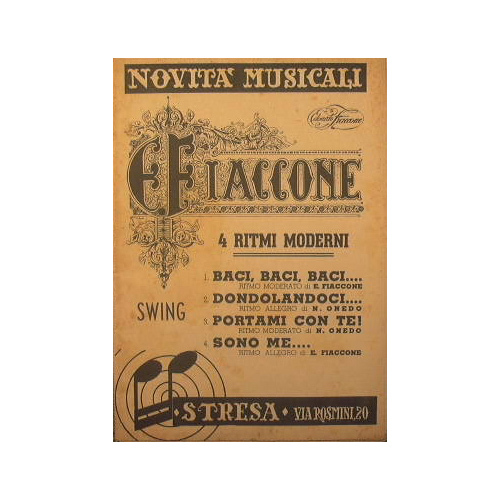 NOVITA' MUSICALI
Fiaccone
E. FIACCONE
4 RITMI MODERNI
1. BACI, BACI, BACI....
RITMO MODERATO di E. FIACCONE
2. DONDOLANDOCI....
RITMO ALLEGRO di N. ONEDO
SWING
3. PORTAMI CON TE!
RITMO MODERATO di N. ONEDO
4. SONO ME....
RITMO ALLEGRO di E. FIACCONE
STRESA • VIA ROSMINI, 20